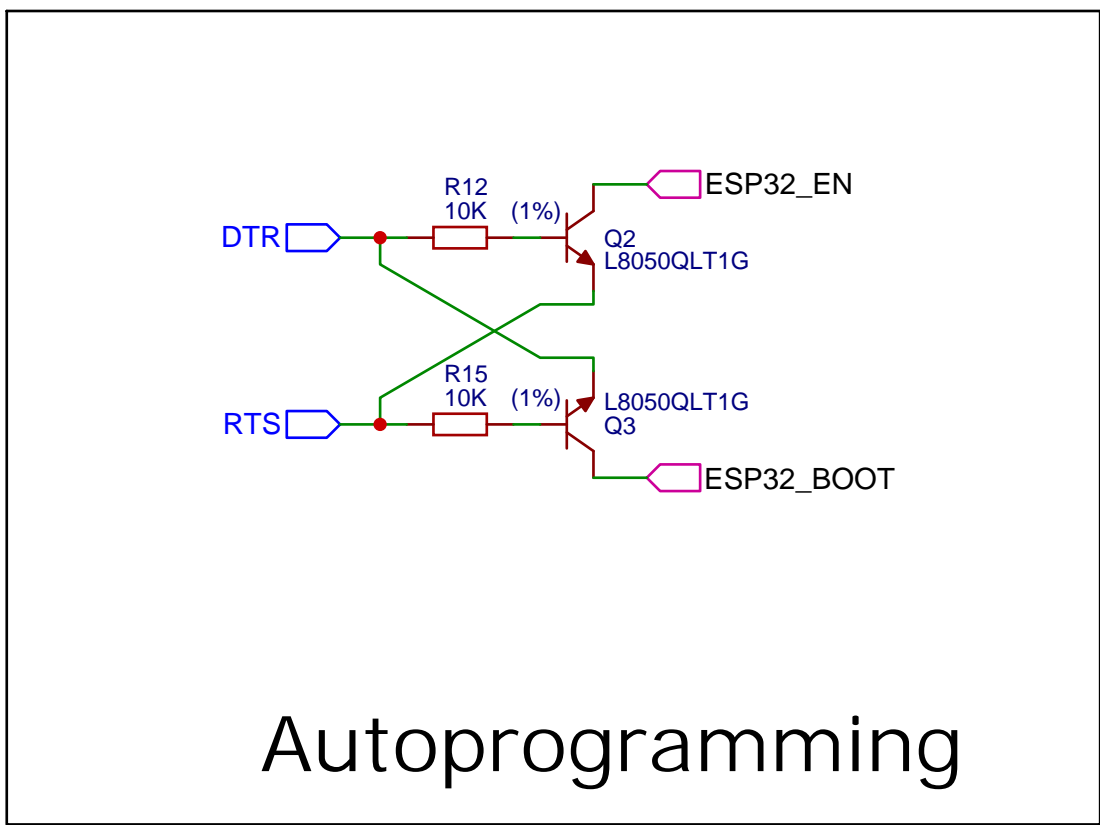 ESP32_EN
R12
10K (1%)
DTR
Q2
L8050QLT1G
R15
10K (1%)
L8050QLT1G
RTS
Q3
ESP32_BOOT
Autoprogramming